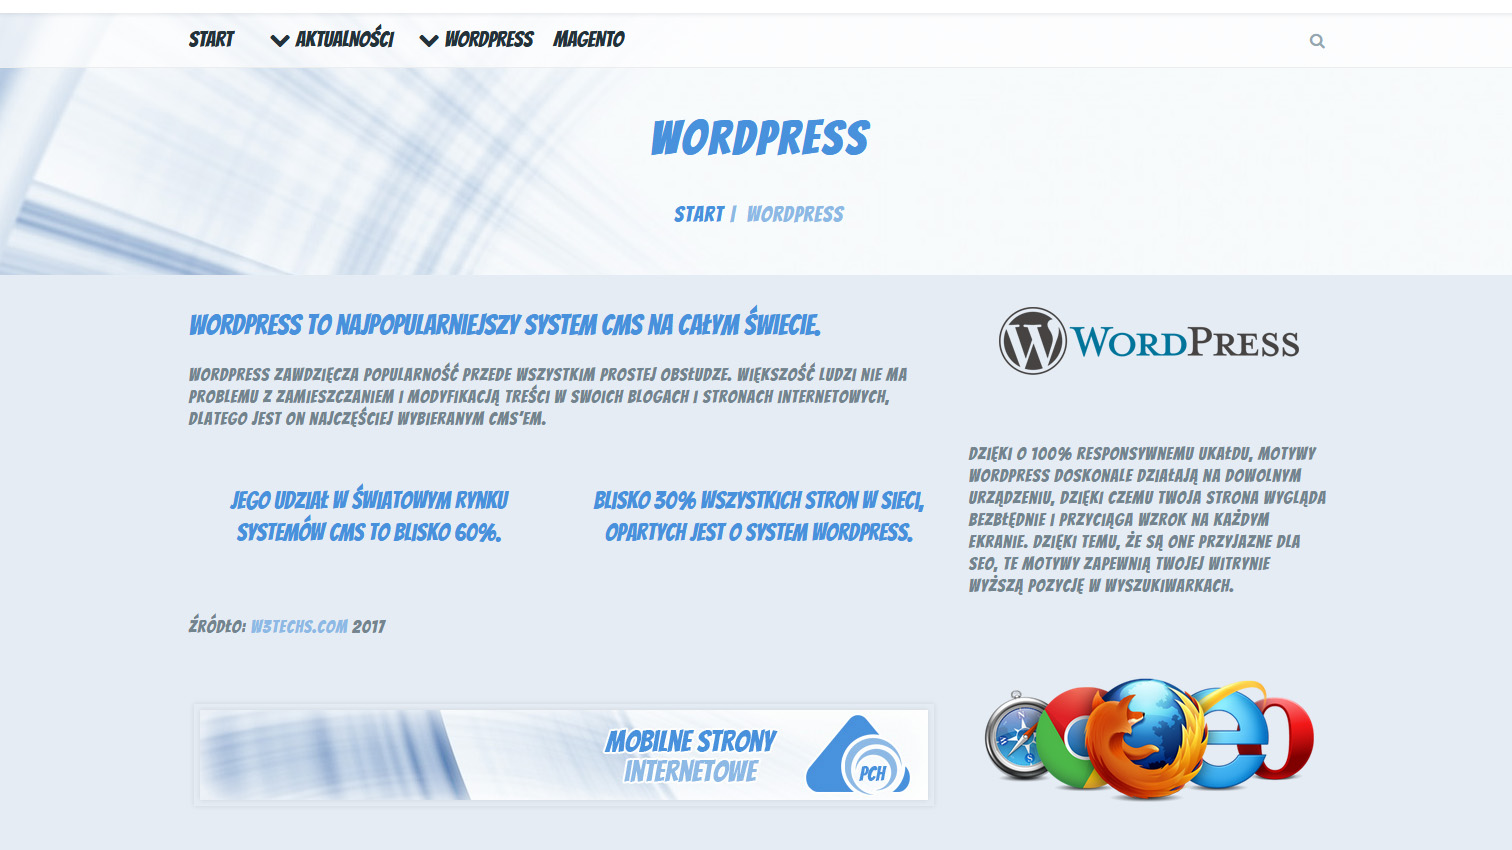 START AKTUALNOŚCI WORDPRESS MAGENTO
WORDPRESS
START / WORDPRESS
WORDPRESS TO NAJPOPULARNIEJSZY SYSTEM CMS NA CAŁYM ŚWIECIE.
WORDPRESS ZAWDZIĘCZA POPULARNOŚĆ PRZEDE WSZYSTKIM PROSTEJ OBSŁUDZE. WIĘKSZOŚĆ LUDZI NIE MA
PROBLEMU Z ZAMIESZCZANIEM I MODYFIKACJĄ TREŚCI W SWOICH BLOGACH I STRONACH INTERNETOWYCH,
DLATEGO JEST ON NAJCZĘŚCIEJ WYBIERANYM CMS'EM.
JEGO UDZIAŁ W ŚWIATOWYM RYNKU
SYSTEMÓW CMS TO BLISKO 60%.
BLISKO 30% WSZYSTKICH STRON W SIECI,
OPARTYCH JEST O SYSTEM WORDPRESS.
ŹRÓDŁO: W3TECHS.COM 2017
MOBILNE STRONY
INTERNETOWE
PCH
WORDPRESS
DZIĘKI O 100% RESPONSYWNEMU UKAŁDU, MOTYWY
WORDPRESS DOSKONALE DZIAŁAJĄ NA DOWOLNYM
URZĄDZENIU, DZIĘKI CZEMU TWOJA STRONA WYGLĄDA
BEZBŁĘDNIE I PRZYCIĄGA WZROK NA KAŻDYM
EKRANIE. DZIĘKI TEMU, ŻE SĄ ONE PRZYJAZNE DLA
SEO, TE MOTYWY ZAPEWNIĄ TWOJEJ WITRYNIE
WYŻSZĄ POZYCJĘ W WYSZUKIWARKACH.